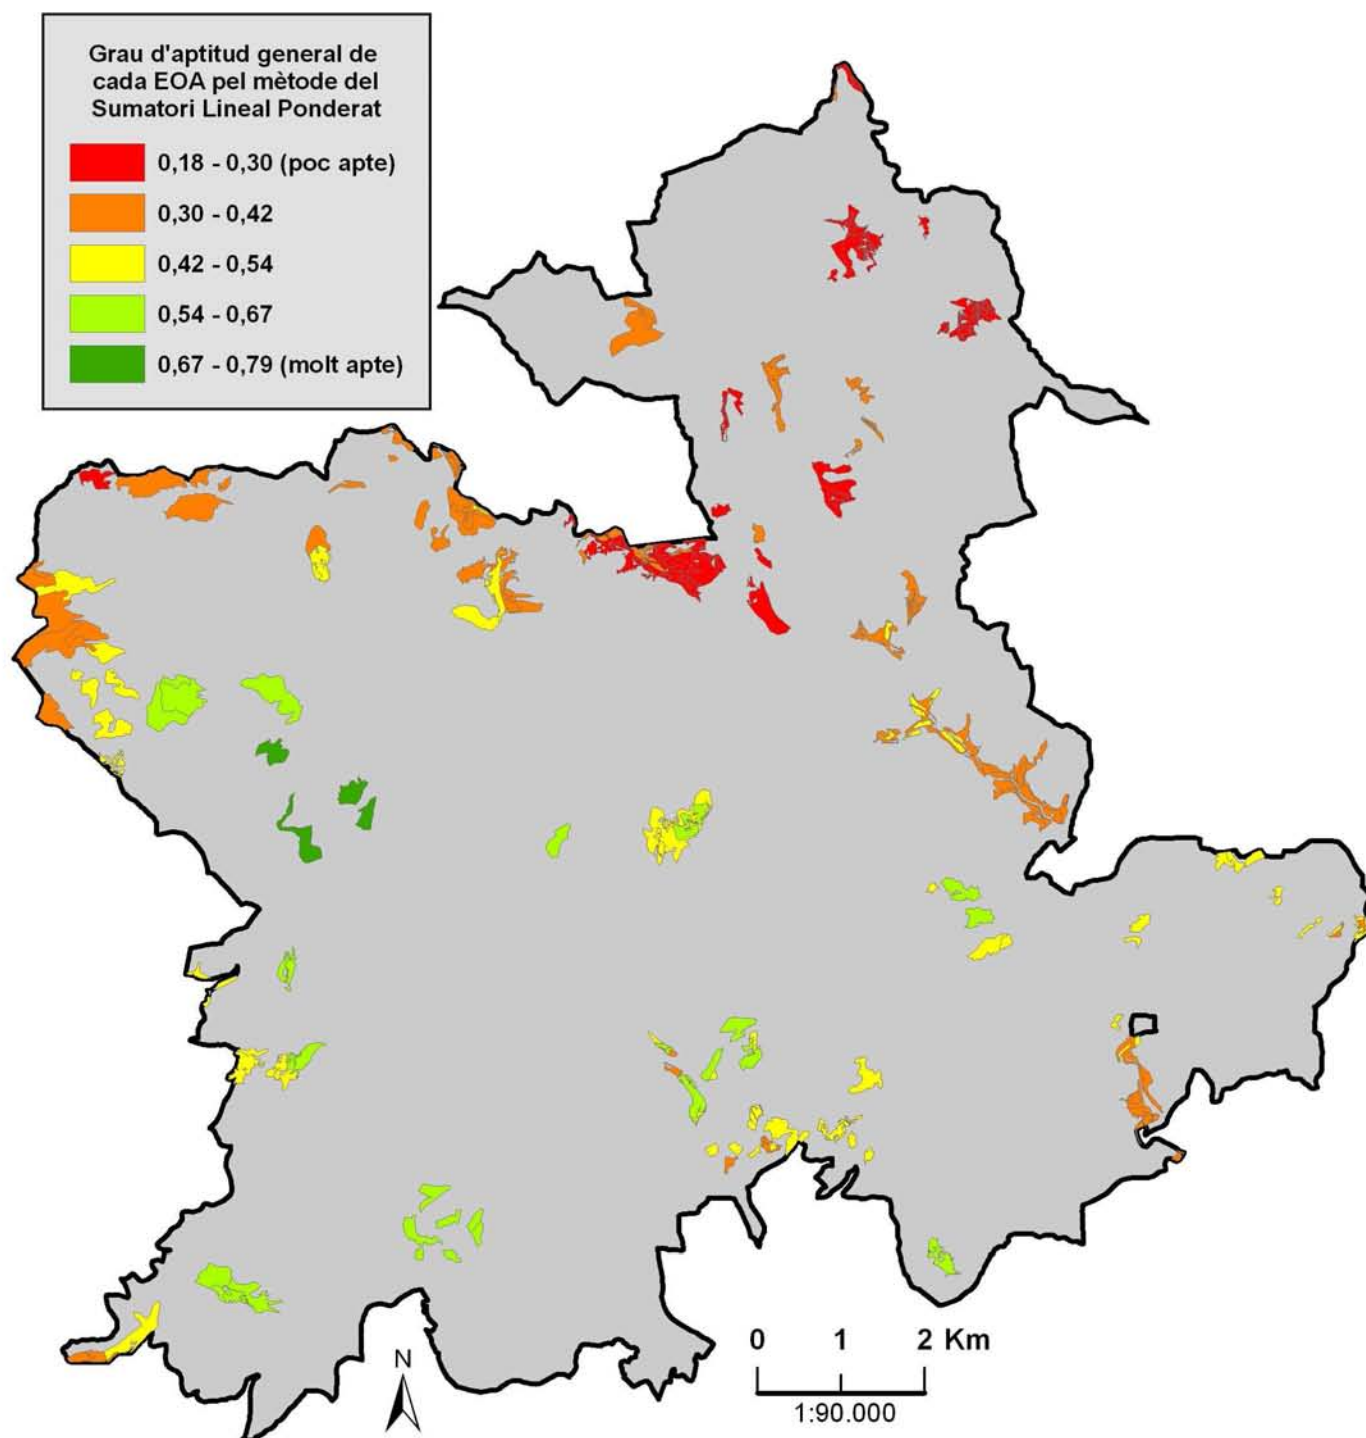 Grau d'aptitud general de
cada EOA pel mètode del
Sumatori Lineal Ponderat
0,18 - 0,30 (poc apte)
0,30 - 0,42
0,42 - 0,54
0,54 - 0,67
0,67 - 0,79 (molt apte)
0 1 2 Km
N
1:90.000